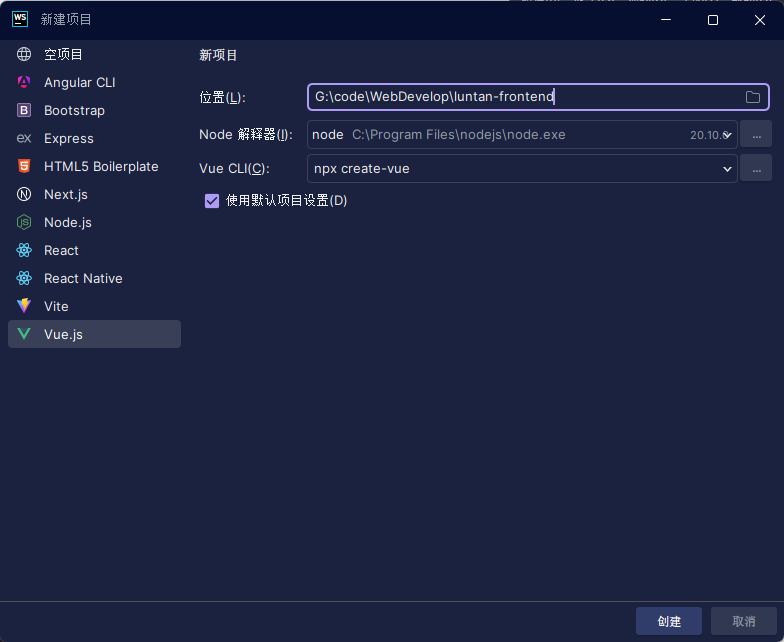 WS 新建项目
空项目
Angular CLI
B Bootstrap
ex Express
5 HTML5 Boilerplate
N Next.js
JS Node.js
React
React Native
Vite
Vue.js
新项目
位置(L): G:\code\WebDevelop\luntan-frontend
Node 解释器(I): node C:\Program Files\nodejs\node.exe ...
Vue CLI(C): npx create-vue ...
使用默认项目设置(D)
创建 取消